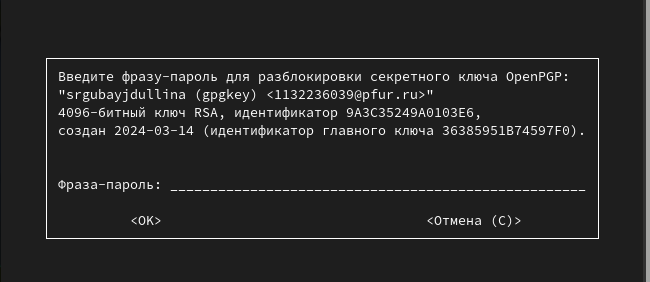 Введите фразу-пароль для разблокировки секретного ключа OpenPGP:
"srgubayjdullina (gpgkey) <1132236039@pfur.ru>"
4096-битный ключ RSA, идентификатор 9A3C35249A0103E6,
создан 2024-03-14 (идентификатор главного ключа 36385951B74597F0).
Фраза-пароль: ____________________________________________________
<OK> <Отмена (C)>